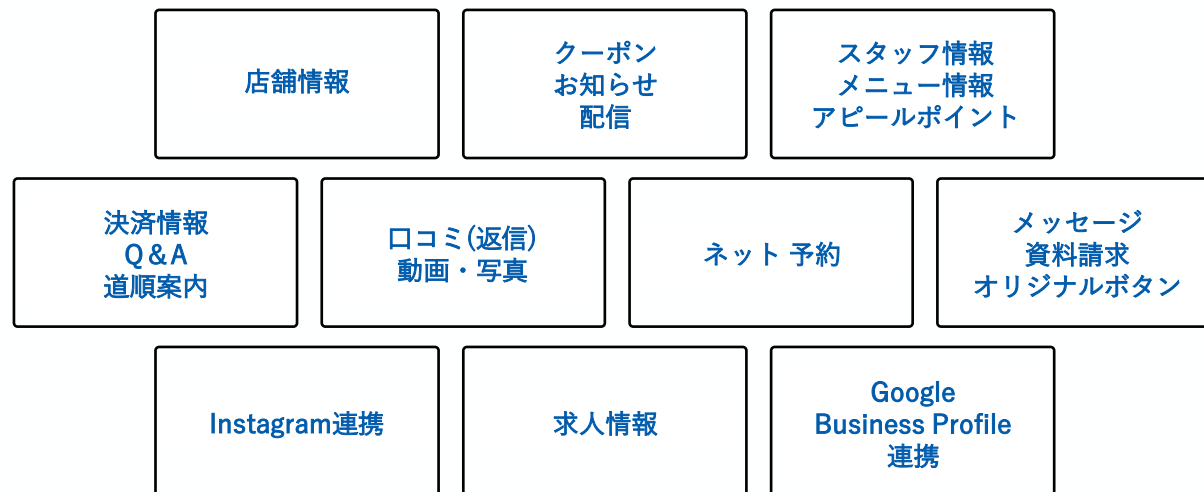 店舗情報
クーポン
お知らせ
配信
スタッフ情報
メニュー情報
アピールポイント
決済情報
Q&A
道順案内
口コミ(返信)
動画・写真
ネット 予約
メッセージ
資料請求
オリジナルボタン
Instagram連携
求人情報
Google
Business Profile
連携